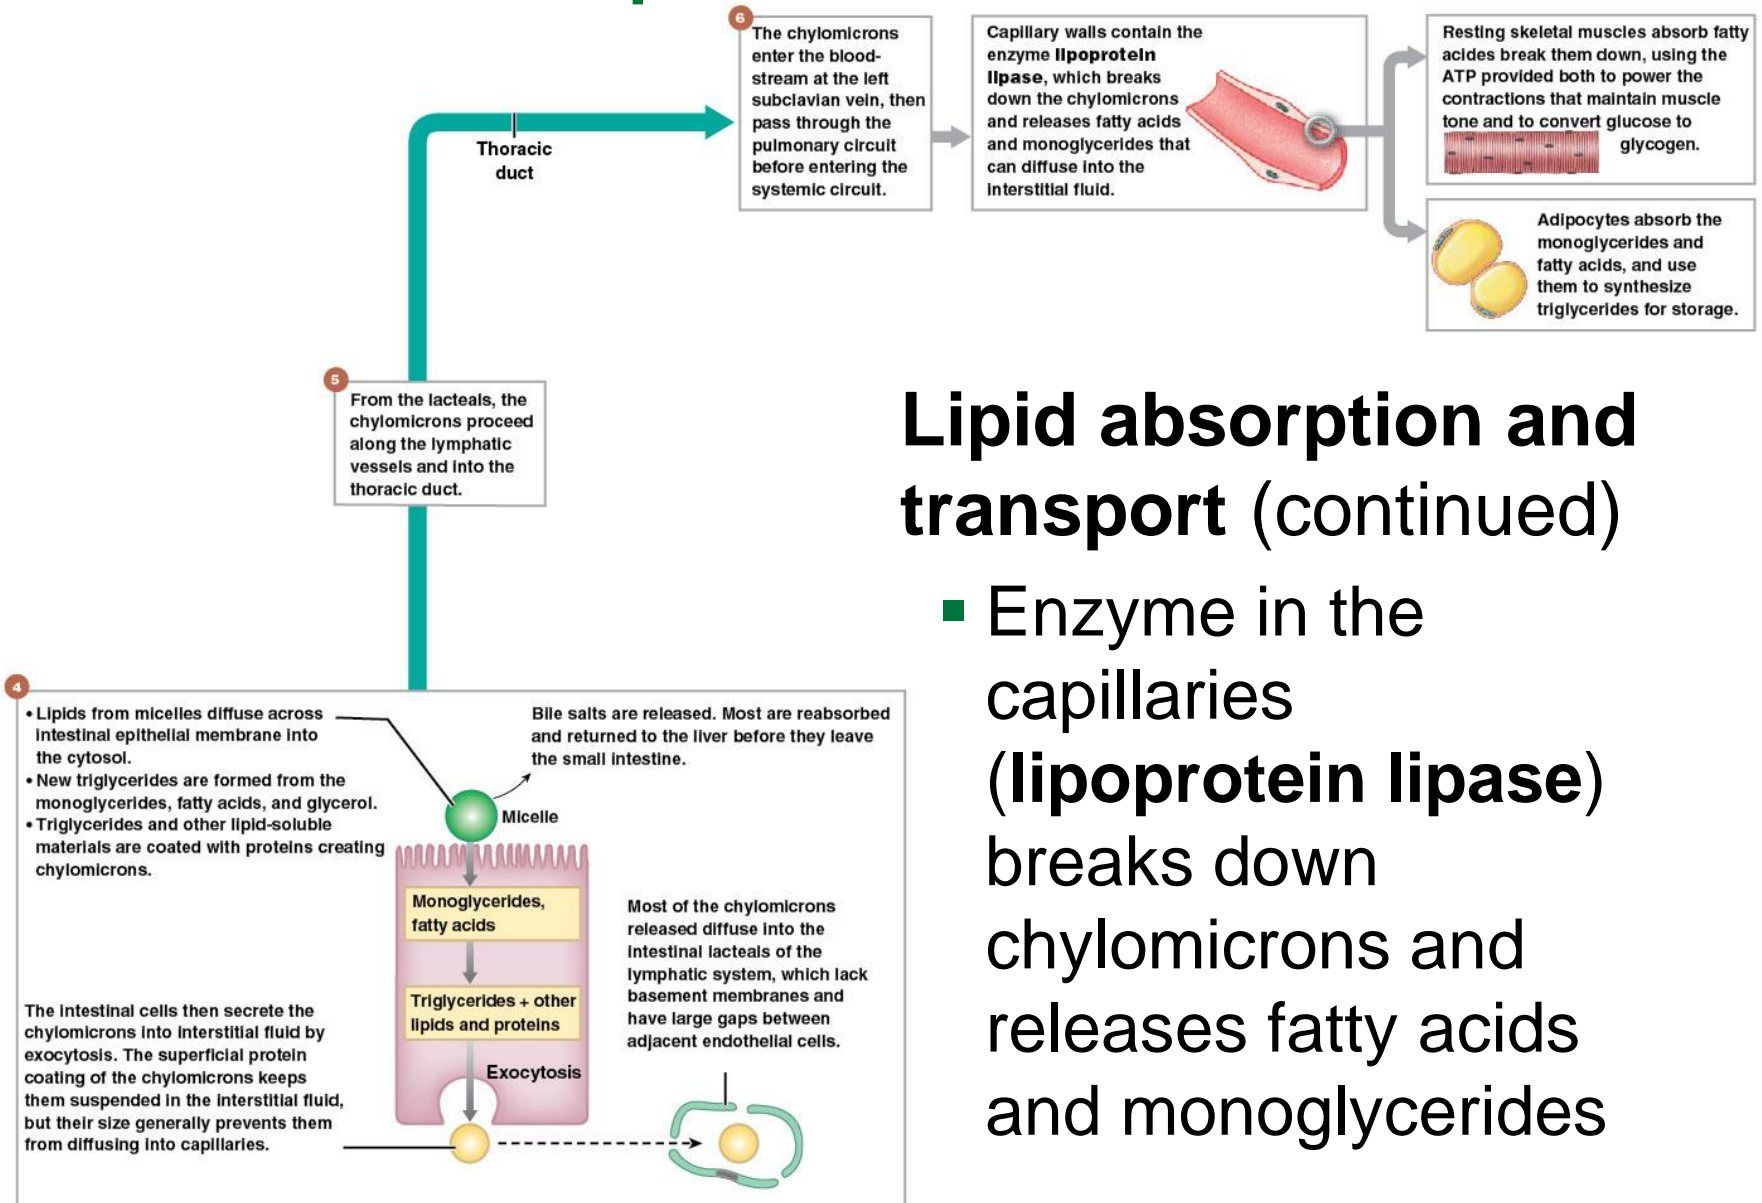 6
The chylomicrons
enter the blood-
stream at the left
subclavian vein, then
pass through the
pulmonary circuit
before entering the
systemic circuit.
Capillary walls contain the
enzyme lipoprotein
lipase, which breaks
down the chylomicrons
and releases fatty acids
and monoglycerides that
can diffuse into the
interstitial fluid.
Resting skeletal muscles absorb fatty
acides break them down, using the
ATP provided both to power the
contractions that maintain muscle
tone and to convert glucose to
glycogen.
Adipocytes absorb the
monoglycerides and
fatty acids, and use
them to synthesize
triglycerides for storage.
Thoracic
duct
5
From the lacteals, the
chylomicrons proceed
along the lymphatic
vessels and into the
thoracic duct.
Lipid absorption and
transport (continued)
▪ Enzyme in the
capillaries
(lipoprotein lipase)
breaks down
chylomicrons and
releases fatty acids
and monoglycerides
4
• Lipids from micelles diffuse across
intestinal epithelial membrane into
the cytosol.
• New triglycerides are formed from the
monoglycerides, fatty acids, and glycerol.
• Triglycerides and other lipid-soluble
materials are coated with proteins creating
chylomicrons.
Bile salts are released. Most are reabsorbed
and returned to the liver before they leave
the small intestine.
Micelle
Monoglycerides,
fatty acids
Triglycerides + other
lipids and proteins
Exocytosis
The intestinal cells then secrete the
chylomicrons into interstitial fluid by
exocytosis. The superficial protein
coating of the chylomicrons keeps
them suspended in the interstitial fluid,
but their size generally prevents them
from diffusing into capillaries.
Most of the chylomicrons
released diffuse into the
intestinal lacteals of the
lymphatic system, which lack
basement membranes and
have large gaps between
adjacent endothelial cells.